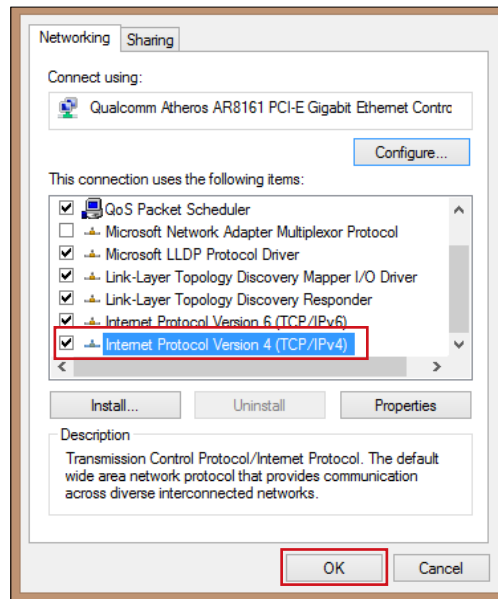 Networking Sharing
Connect using:
Qualcomm Atheros AR8161 PCI-E Gigabit Ethernet Contrc
Configure...
This connection uses the following items:
QoS Packet Scheduler
Microsoft Network Adapter Multiplexor Protocol
Microsoft LLDP Protocol Driver
Link-Layer Topology Discovery Mapper I/O Driver
Link-Layer Topology Discovery Responder
Internet Protocol Version 6 (TCP/IPv6)
Internet Protocol Version 4 (TCP/IPv4)
Install... Uninstall Properties
Description
Transmission Control Protocol/Internet Protocol. The default
wide area network protocol that provides communication
across diverse interconnected networks.
OK Cancel